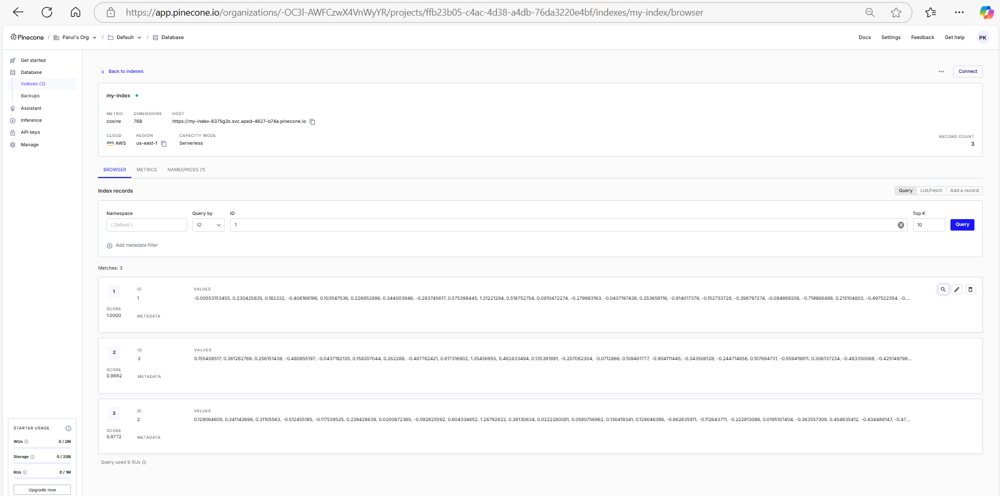 https://app.pinecone.io/organizations/-OC3l-AWFCzwX4VnWyYR/projects/ffb23b05-c4ac-4d38-a4db-76da3220e4bf/indexes/my-index/browser
Pinecone / Parul's Org / Default / Database
Docs Settings Feedback Get help PK
Get started
Database
Indexes (3)
Backups
Assistant
Inference
API keys
Manage
Back to indexes
... Connect
my-index
METRIC DIMENSIONS HOST
cosine 768 https://my-index-8375g3s.svc.aped-4627-b74a.pinecone.io
CLOUD REGION CAPACITY MODE
aws AWS us-east-1 Serverless
RECORD COUNT
3
BROWSER METRICS NAMESPACES (1)
Index records
Query List/Fetch Add a record
Namespace Query by ID Top K
( Default ) ID 1 10 Query
Add metadata filter
Matches: 3
1 ID VALUES
1 -0.00553153455, 0.230425835, 0.182332, -0.406166196, 0.103547536, 0.226952896, 0.344003946, -0.283745617, 0.575398445, 1.31221294, 0.518752754, 0.0910472274, -0.279983163, -0.0407197438, 0.253658116, -0.914017379, -0.152733728, -0.398797274, -0.084869206, -0.719968498, 0.215104803, -0.497522354, -0....
SCORE
1.0000 METADATA
2 ID VALUES
3 0.155408517, 0.361262769, 0.256151438, -0.480855197, -0.0437192135, 0.158207044, 0.262288, -0.487762421, 0.617316902, 1.35456955, 0.462833494, 0.135391891, -0.207062304, -0.0712866, 0.109461777, -0.904111445, -0.343506128, -0.244714856, 0.107684731, -0.559419811, 0.306137234, -0.483350068, -0.425149798...
SCORE
0.9882 METADATA
3 ID VALUES
2 0.129064605, 0.341143698, 0.31105563, -0.512455165, -0.117539525, 0.239428639, 0.0200872365, -0.592825592, 0.604334652, 1.26792622, 0.36130634, 0.0222280081, 0.0580756962, 0.136419341, 0.129046366, -0.862635911, -0.112643711, -0.222913086, 0.0195107404, -0.363557309, 0.454635412, -0.434488147, -0.47...
SCORE
0.9772 METADATA
Query used 6 RUs
STARTER USAGE
WUs 0 / 2M
Storage 0 / 2GB
RUs 0 / 1M
Upgrade now